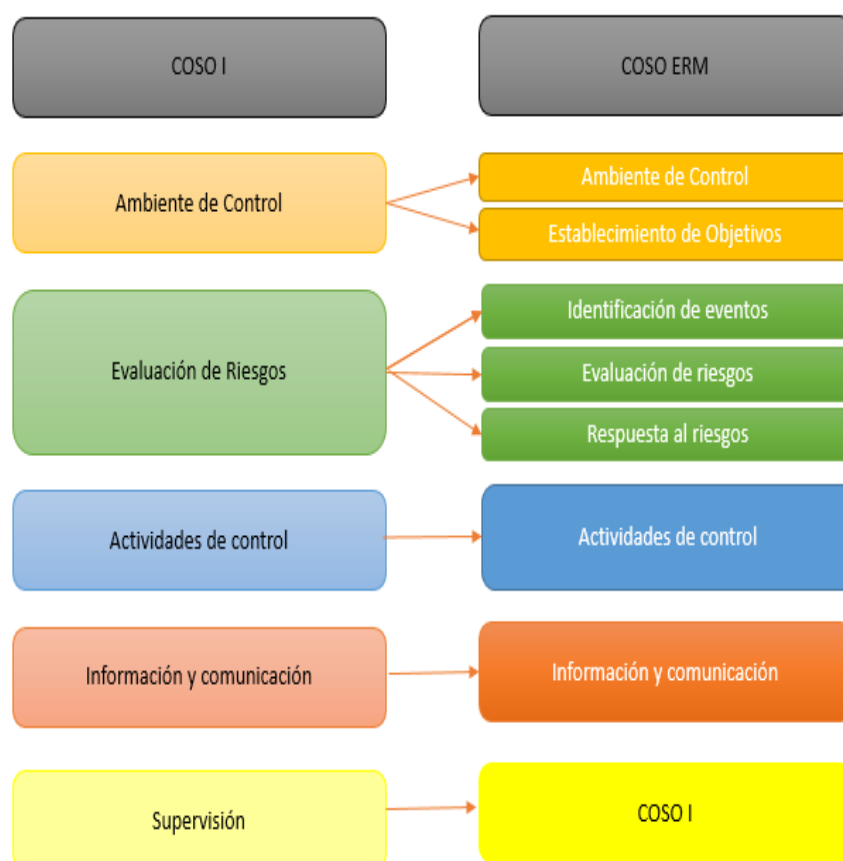 COSO I
COSO ERM
Ambiente de Control
Ambiente de Control
Establecimiento de Objetivos
Evaluación de Riesgos
Identificación de eventos
Evaluación de riesgos
Respuesta al riesgos
Actividades de control
Actividades de control
Información y comunicación
Información y comunicación
Supervisión
COSO I